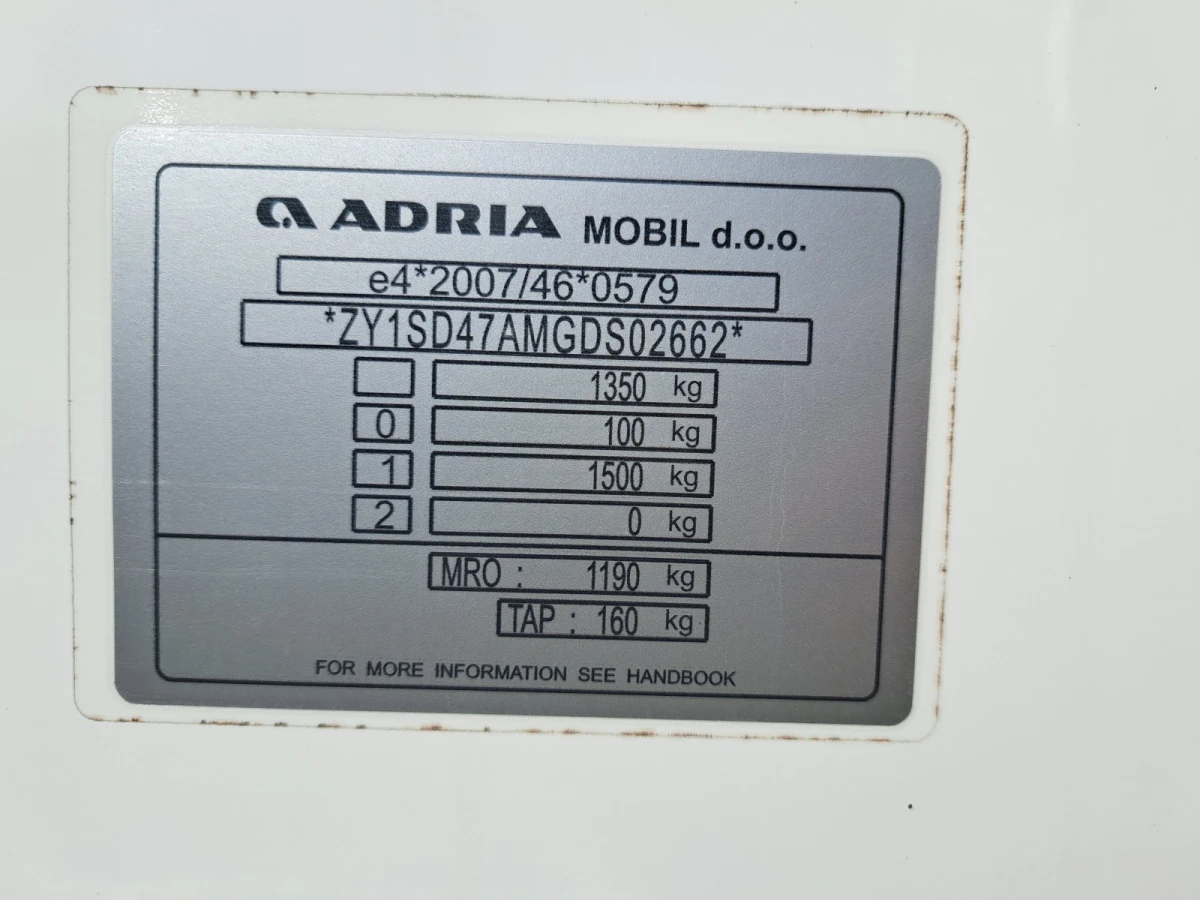 ADRIA MOBIL d.o.o.
e4*2007/46*0579
*ZY1SD47AMGDS02662*
1350 kg
0 100 kg
1 1500 kg
2 0 kg
MRO : 1190 kg
TAP : 160 kg
FOR MORE INFORMATION SEE HANDBOOK